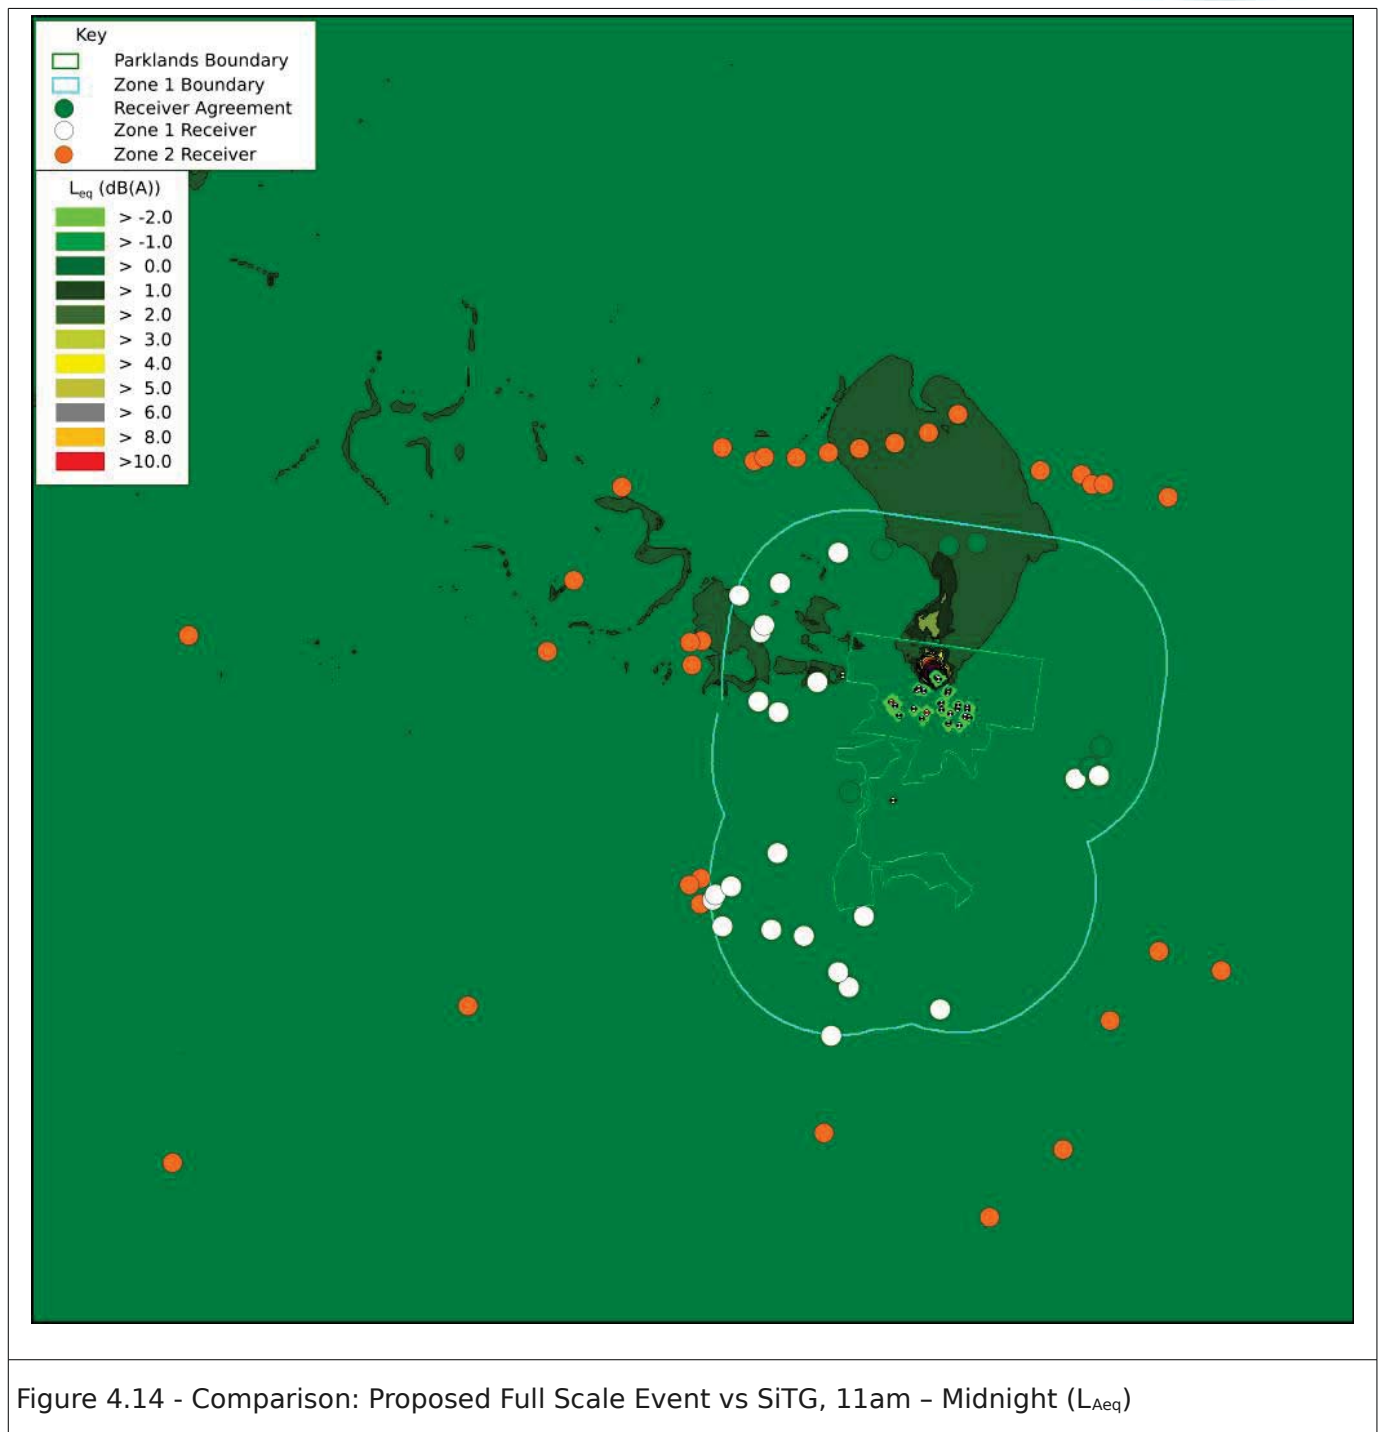 Key
Parklands Boundary
Zone 1 Boundary
Receiver Agreement
Zone 1 Receiver
Zone 2 Receiver
Leq (dB(A))
> -2.0
> -1.0
> 0.0
> 1.0
> 2.0
> 3.0
> 4.0
> 5.0
> 6.0
> 8.0
>10.0
Figure 4.14 - Comparison: Proposed Full Scale Event vs SiTG, 11am – Midnight (LAeq)